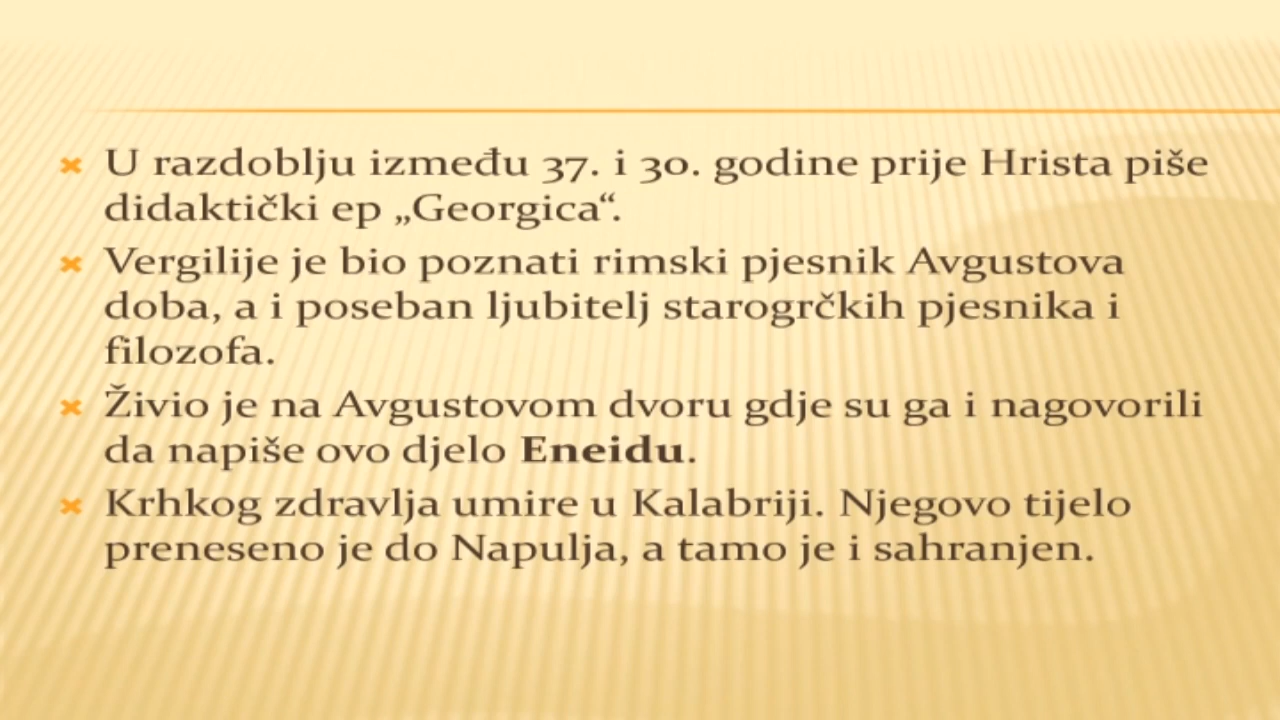 U razdoblju između 37. i 30. godine prije Hrista piše
didaktički ep „Georgica“.
Vergilije je bio poznati rimski pjesnik Avgustova
doba, a i poseban ljubitelj starogrčkih pjesnika i
filozofa.
Živio je na Avgustovom dvoru gdje su ga i nagovorili
da napiše ovo djelo Eneidu.
Krhkog zdravlja umire u Kalabriji. Njegovo tijelo
preneseno je do Napulja, a tamo je i sahranjen.